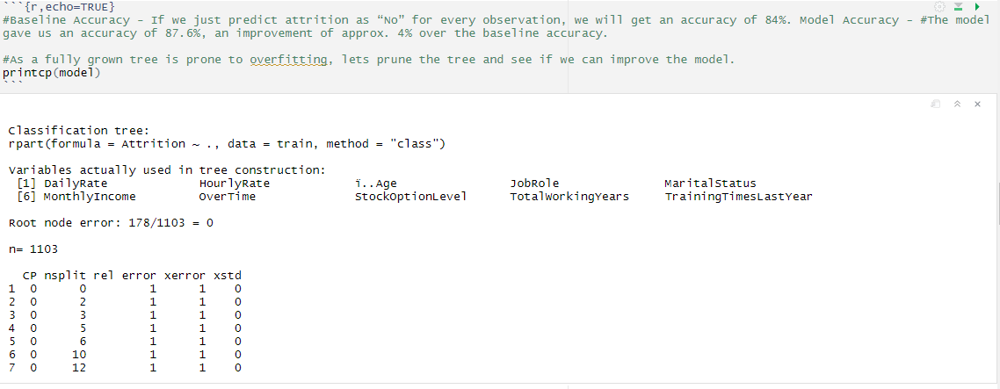 ```{r,echo=TRUE}
#Baseline Accuracy - If we just predict attrition as “No” for every observation, we will get an accuracy of 84%. Model Accuracy - #The model
gave us an accuracy of 87.6%, an improvement of approx. 4% over the baseline accuracy.
#As a fully grown tree is prone to overfitting, lets prune the tree and see if we can improve the model.
printcp(model)
```
Classification tree:
rpart(formula = Attrition ~ ., data = train, method = "class")
Variables actually used in tree construction:
[1] DailyRate HourlyRate ï..Age JobRole MaritalStatus
[6] MonthlyIncome OverTime StockOptionLevel TotalWorkingYears TrainingTimesLastYear
Root node error: 178/1103 = 0
n= 1103
CP nsplit rel error xerror xstd
1 0 0 1 1 0
2 0 2 1 1 0
3 0 3 1 1 0
4 0 5 1 1 0
5 0 6 1 1 0
6 0 10 1 1 0
7 0 12 1 1 0